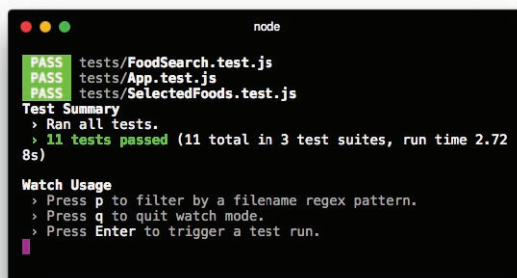 node
PASS tests/FoodSearch.test.js
PASS tests/App.test.js
PASS tests/SelectedFoods.test.js
Test Summary
› Ran all tests.
› 11 tests passed (11 total in 3 test suites, run time 2.72
8s)
Watch Usage
› Press p to filter by a filename regex pattern.
› Press q to quit watch mode.
› Press Enter to trigger a test run.